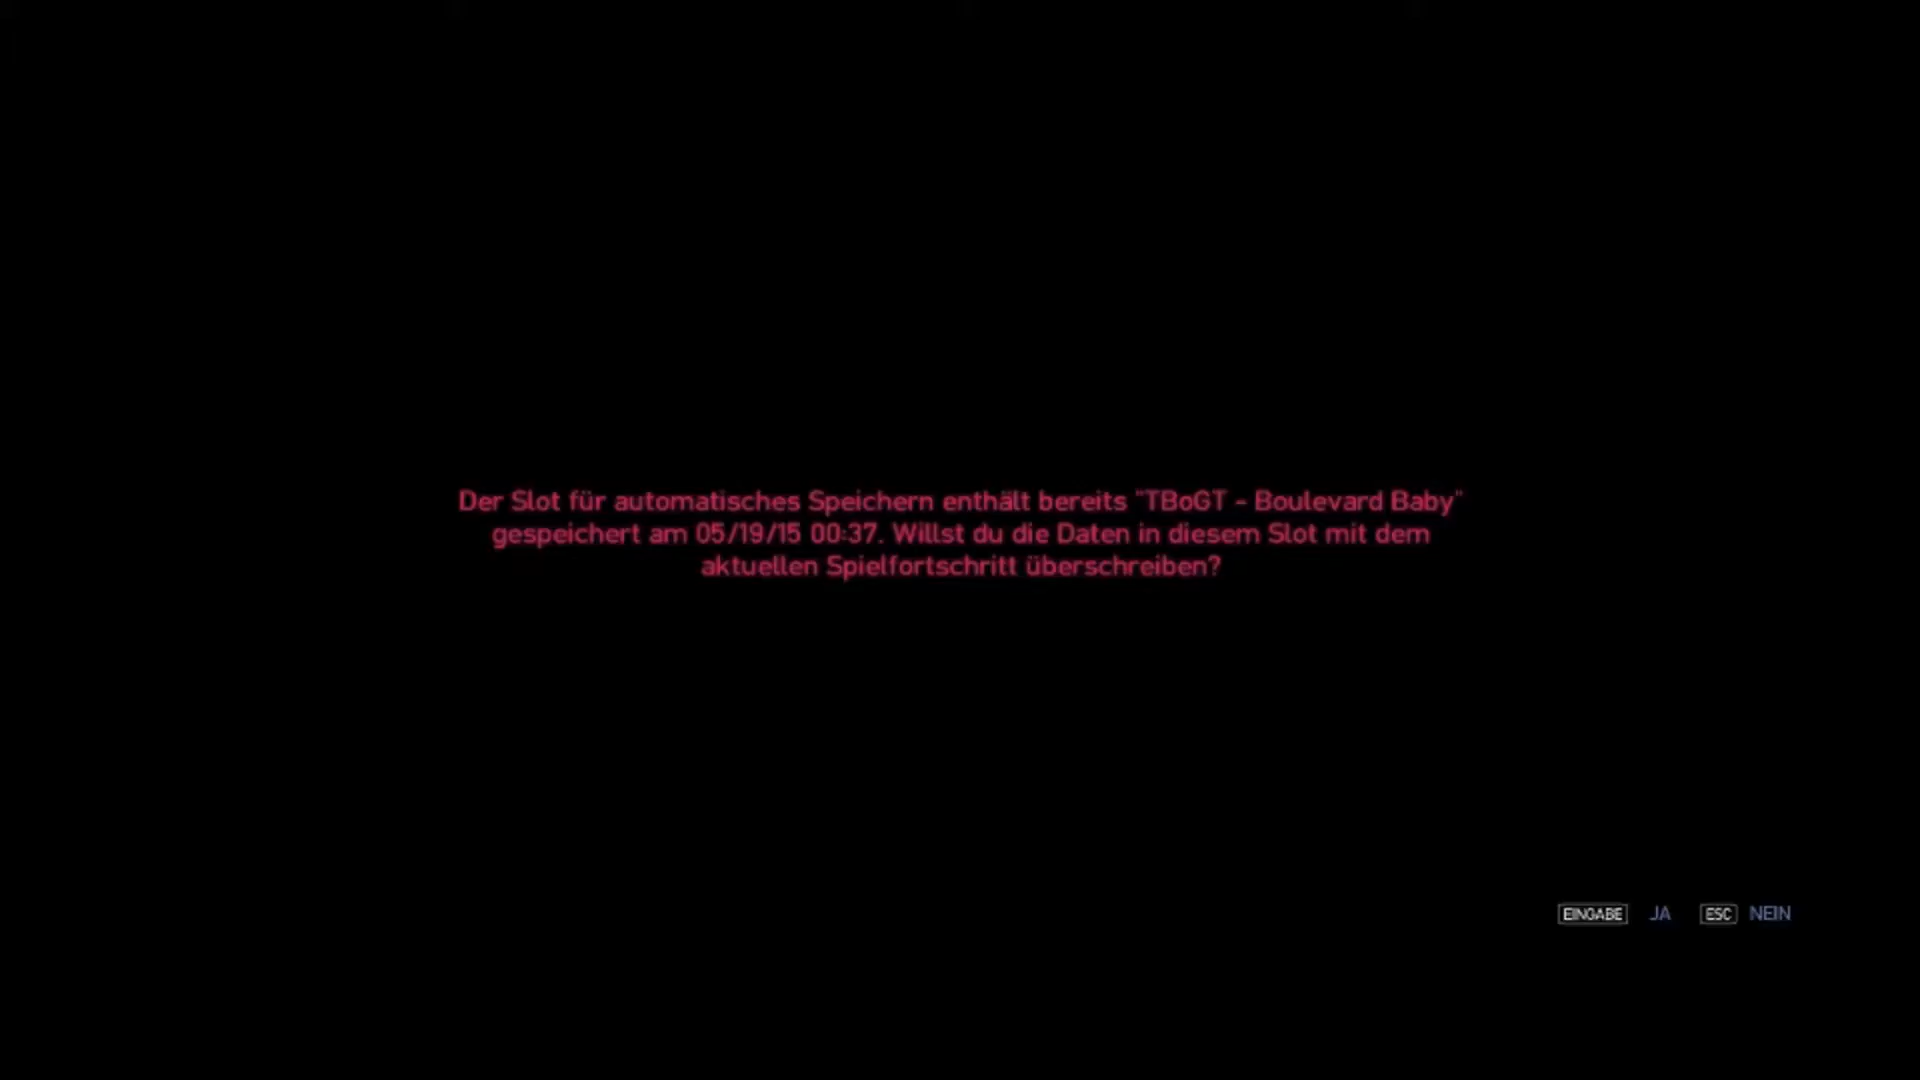 Der Slot für automatisches Speichern enthält bereits "TBoGT - Boulevard Baby"
gespeichert am 05/19/15 00:37. Willst du die Daten in diesem Slot mit dem
aktuellen Spielfortschritt überschreiben?
EINGABE JA ESC NEIN